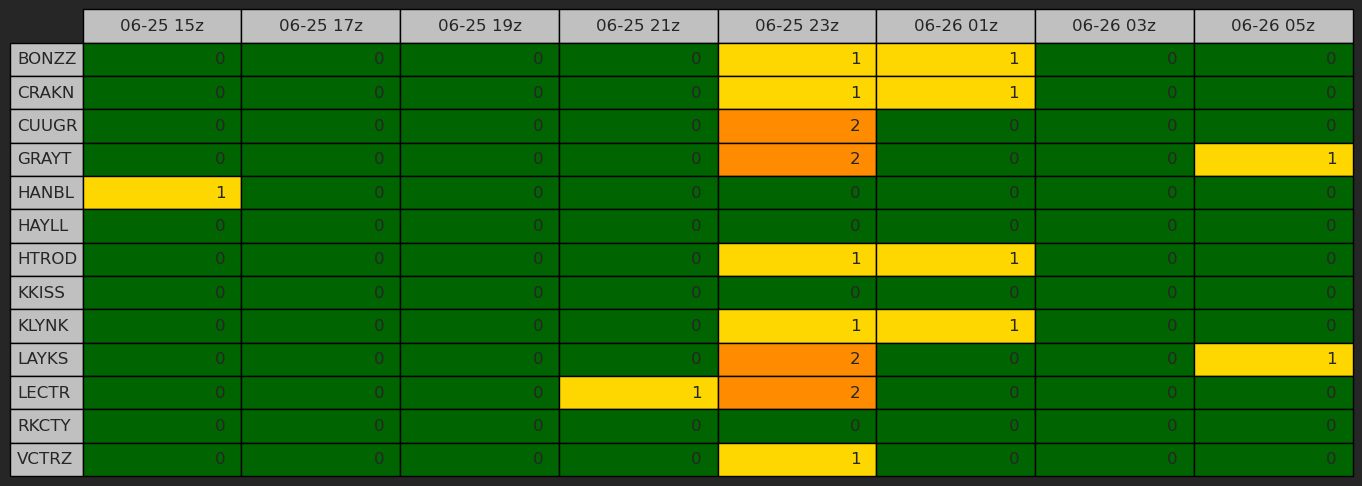 06-25 15z 06-25 17z 06-25 19z 06-25 21z 06-25 23z 06-26 01z 06-26 03z 06-26 05z
BONZZ 0 0 0 0 1 1 0 0
CRAKN 0 0 0 0 1 1 0 0
CUUGR 0 0 0 0 2 0 0 0
GRAYT 0 0 0 0 2 0 0 1
HANBL 1 0 0 0 0 0 0 0
HAYLL 0 0 0 0 0 0 0 0
HTROD 0 0 0 0 1 1 0 0
KKISS 0 0 0 0 0 0 0 0
KLYNK 0 0 0 0 1 1 0 0
LAYKS 0 0 0 0 2 0 0 1
LECTR 0 0 0 1 2 0 0 0
RKCTY 0 0 0 0 0 0 0 0
VCTRZ 0 0 0 0 1 0 0 0